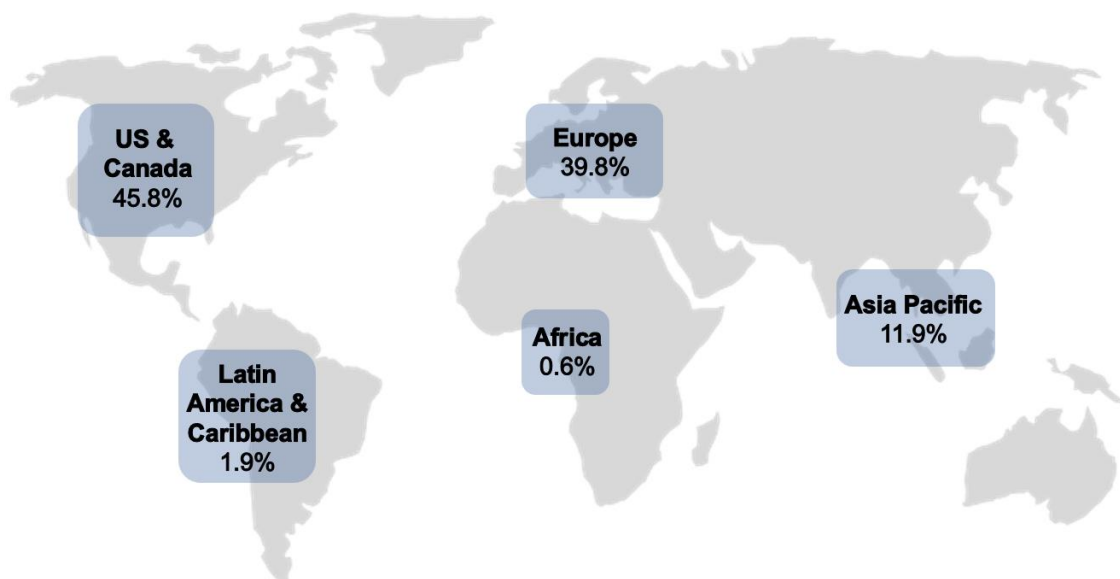 US &
Canada
45.8%
Europe
39.8%
Asia Pacific
11.9%
Africa
0.6%
Latin
America &
Caribbean
1.9%